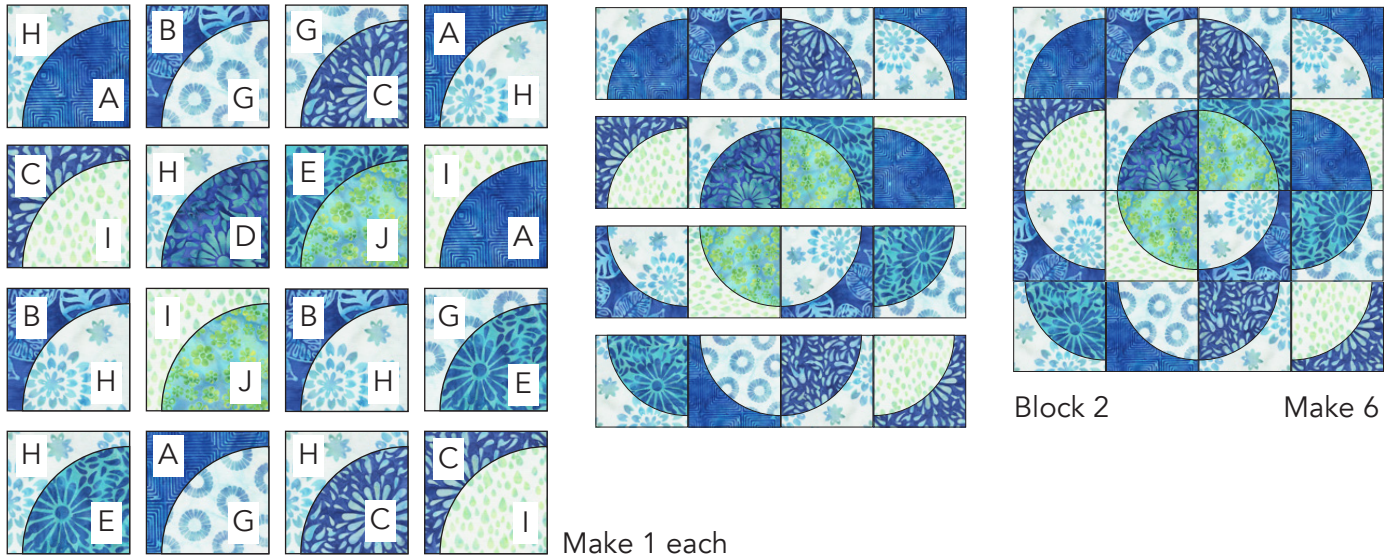 H B G A
A G C H
C H E I
I D J A
B I B G
H J H E
H A H C
E G C I
Make 1 each
Block 2 Make 6